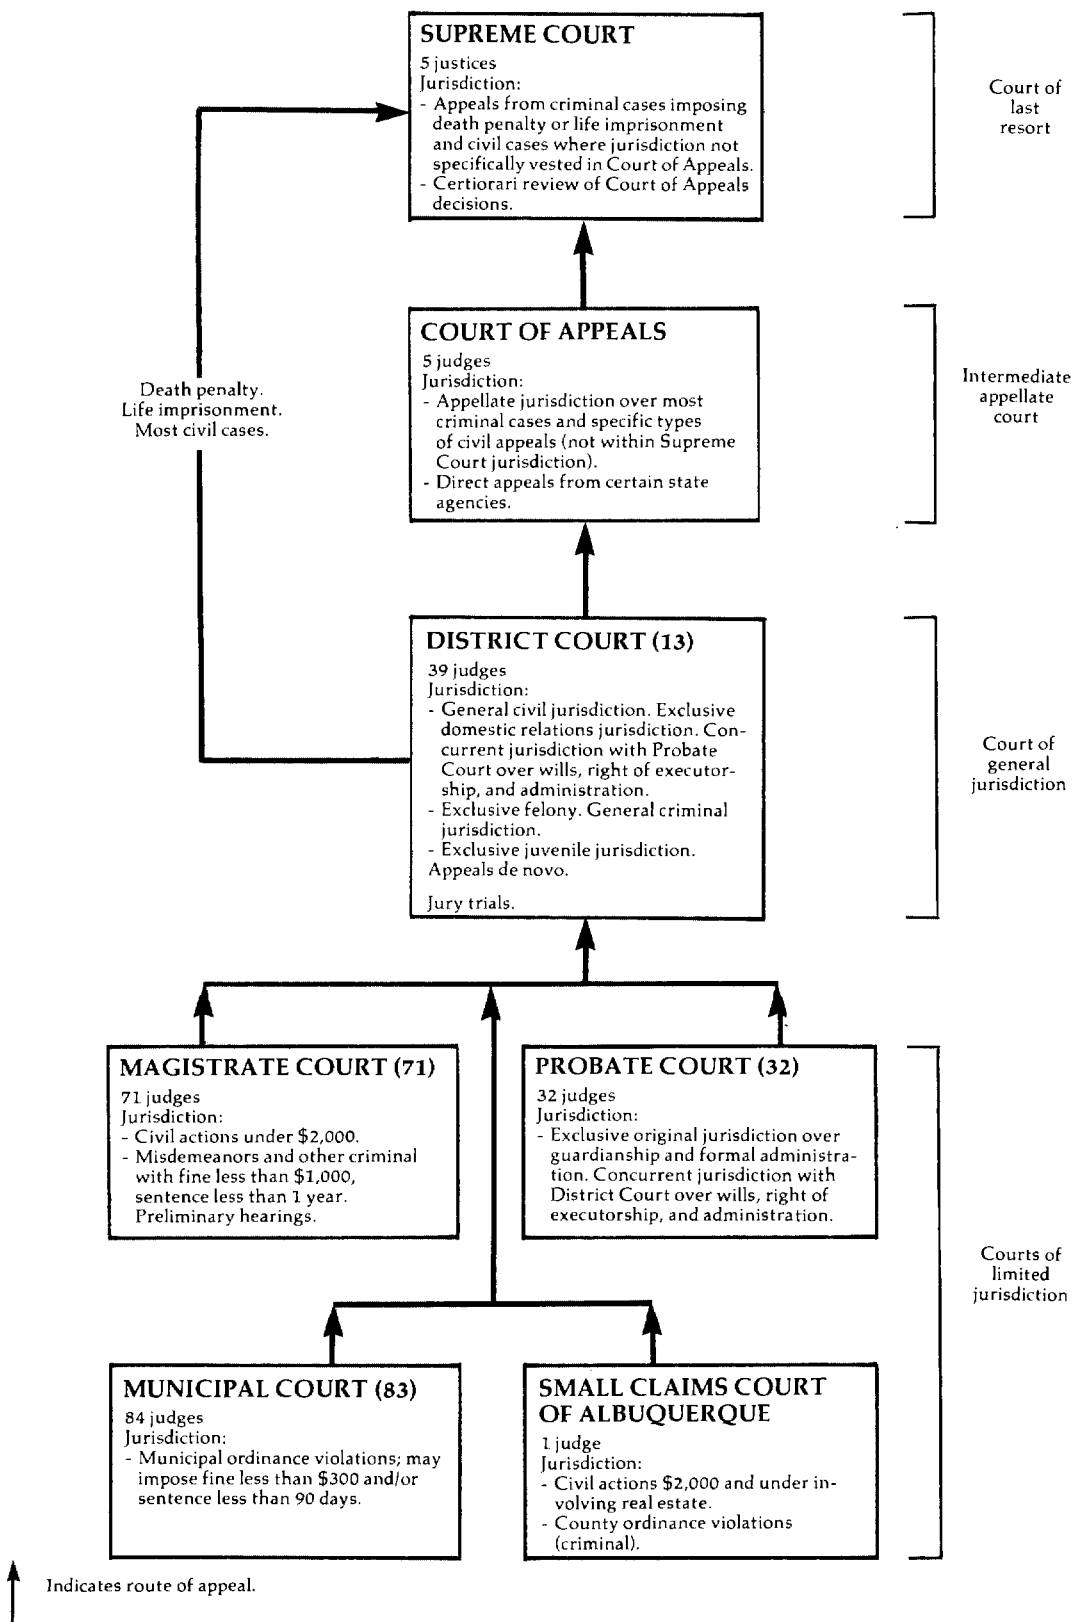 SUPREME COURT
5 justices
Jurisdiction:
- Appeals from criminal cases imposing
death penalty or life imprisonment
and civil cases where jurisdiction not
specifically vested in Court of Appeals.
- Certiorari review of Court of Appeals
decisions.
Court of
last
resort
COURT OF APPEALS
5 judges
Jurisdiction:
- Appellate jurisdiction over most
criminal cases and specific types
of civil appeals (not within Supreme
Court jurisdiction).
- Direct appeals from certain state
agencies.
Intermediate
appellate
court
Death penalty.
Life imprisonment.
Most civil cases.
DISTRICT COURT (13)
39 judges
Jurisdiction:
- General civil jurisdiction. Exclusive
domestic relations jurisdiction. Con-
current jurisdiction with Probate
Court over wills, right of executor-
ship, and administration.
- Exclusive felony. General criminal
jurisdiction.
- Exclusive juvenile jurisdiction.
Appeals de novo.
Jury trials.
Court of
general
jurisdiction
MAGISTRATE COURT (71)
71 judges
Jurisdiction:
- Civil actions under $2,000.
- Misdemeanors and other criminal
with fine less than $1,000,
sentence less than 1 year.
Preliminary hearings.
PROBATE COURT (32)
32 judges
Jurisdiction:
- Exclusive original jurisdiction over
guardianship and formal administra-
tion. Concurrent jurisdiction with
District Court over wills, right of
executorship, and administration.
Courts of
limited
jurisdiction
MUNICIPAL COURT (83)
84 judges
Jurisdiction:
- Municipal ordinance violations; may
impose fine less than $300 and/or
sentence less than 90 days.
SMALL CLAIMS COURT
OF ALBUQUERQUE
1 judge
Jurisdiction:
- Civil actions $2,000 and under in-
volving real estate.
- County ordinance violations
(criminal).
Indicates route of appeal.